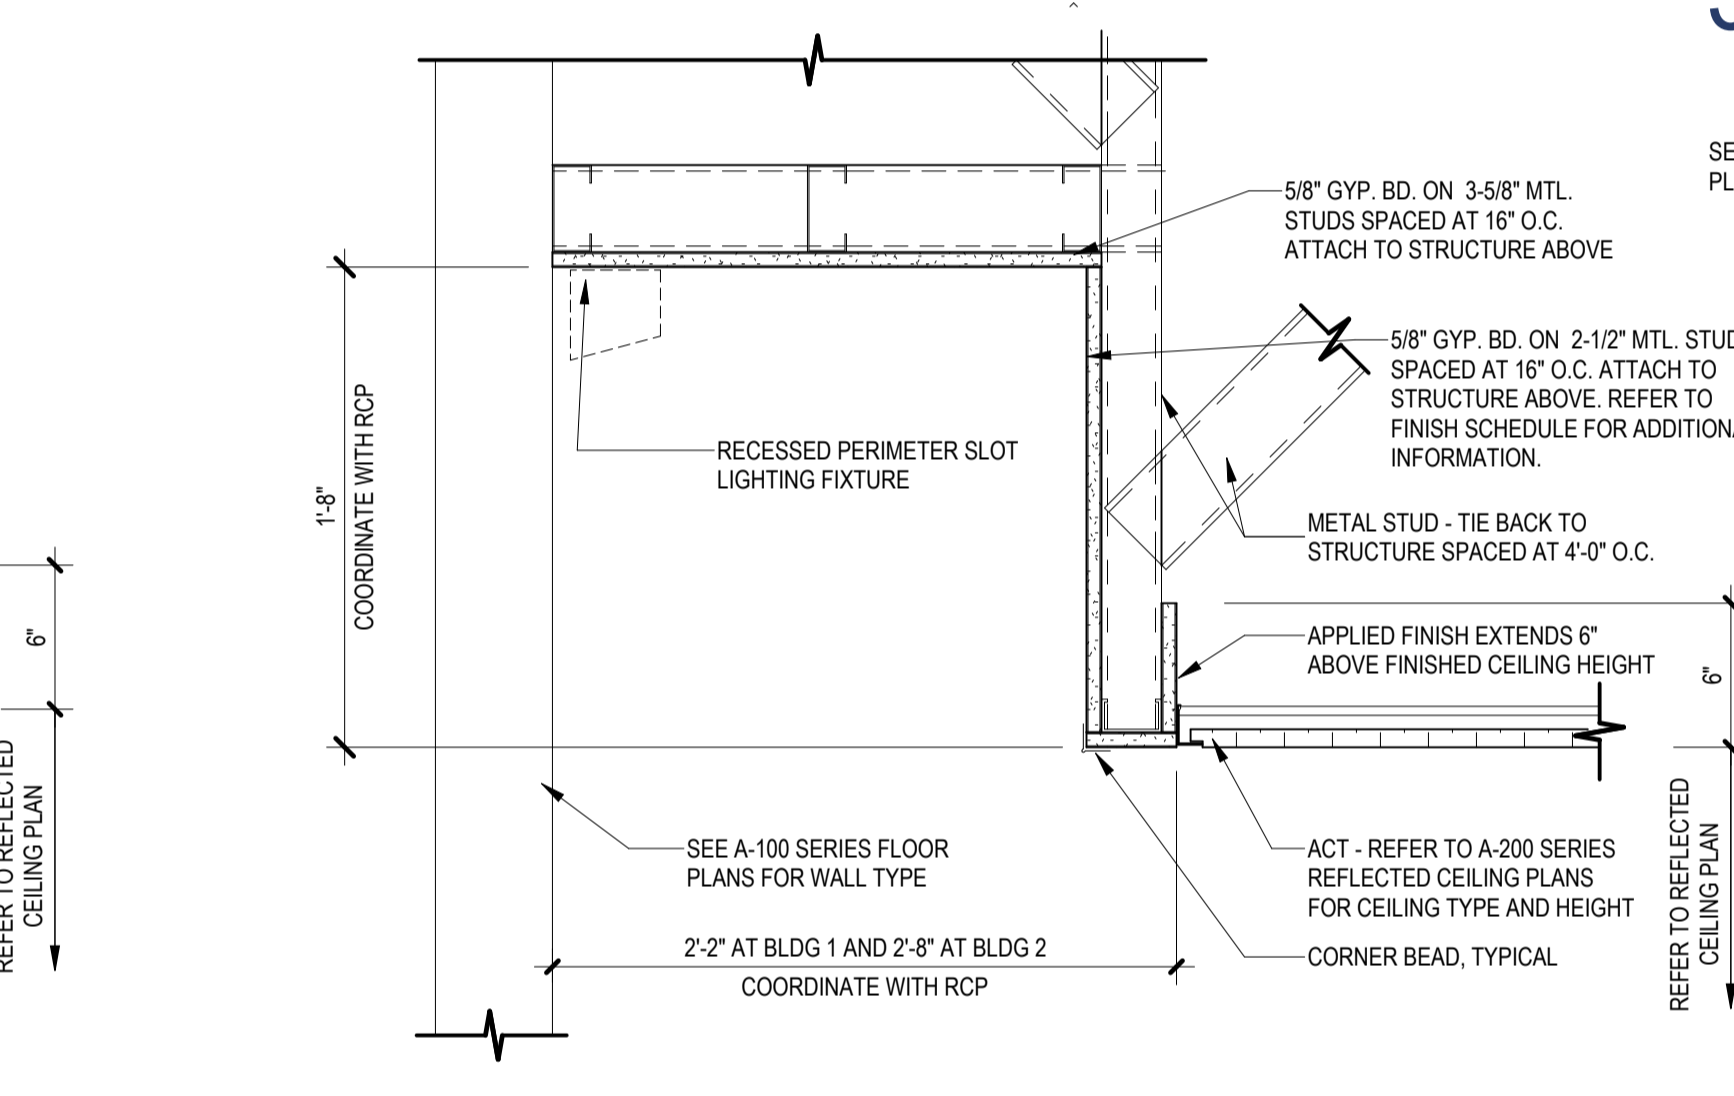 SE
PL
5/8" GYP. BD. ON 3-5/8" MTL.
STUDS SPACED AT 16" O.C.
ATTACH TO STRUCTURE ABOVE
5/8" GYP. BD. ON 2-1/2" MTL. STUD
SPACED AT 16" O.C. ATTACH TO
STRUCTURE ABOVE. REFER TO
FINISH SCHEDULE FOR ADDITIONA
INFORMATION.
RECESSED PERIMETER SLOT
LIGHTING FIXTURE
1'-8"
COORDINATE WITH RCP
METAL STUD - TIE BACK TO
STRUCTURE SPACED AT 4'-0" O.C.
6"
APPLIED FINISH EXTENDS 6"
ABOVE FINISHED CEILING HEIGHT
6"
REFER TO REFLECTED
CEILING PLAN
SEE A-100 SERIES FLOOR
PLANS FOR WALL TYPE
ACT - REFER TO A-200 SERIES
REFLECTED CEILING PLANS
FOR CEILING TYPE AND HEIGHT
REFER TO REFLECTED
CEILING PLAN
2'-2" AT BLDG 1 AND 2'-8" AT BLDG 2
COORDINATE WITH RCP
CORNER BEAD, TYPICAL